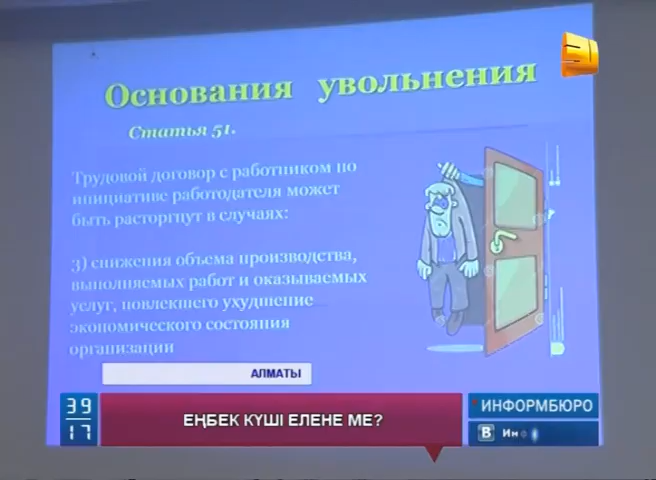 Основания увольнения
Статья 51.
Трудовой договор с работником по
инициативе работодателя может
быть расторгнут в случаях:
3) снижения объема производства,
выполняемых работ и оказываемых
услуг, повлекшего ухудшение
экономического состояния
организации
АЛМАТЫ
39
17
ЕҢБЕК КҮШІ ЕЛЕНЕ МЕ?
ИНФОРМБЮРО
В
31